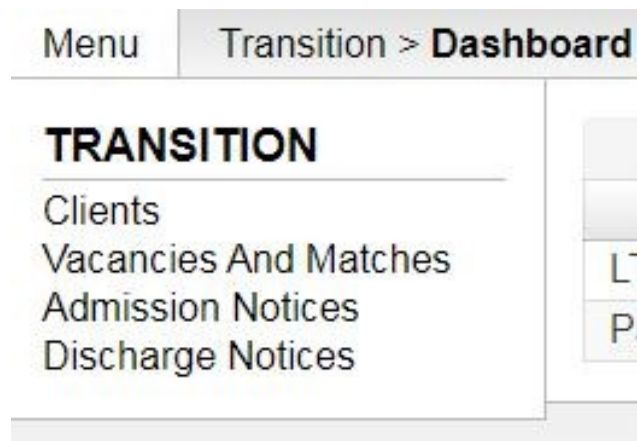 Menu
Transition > Dashboard
TRANSITION
Clients
Vacancies And Matches
Admission Notices
Discharge Notices